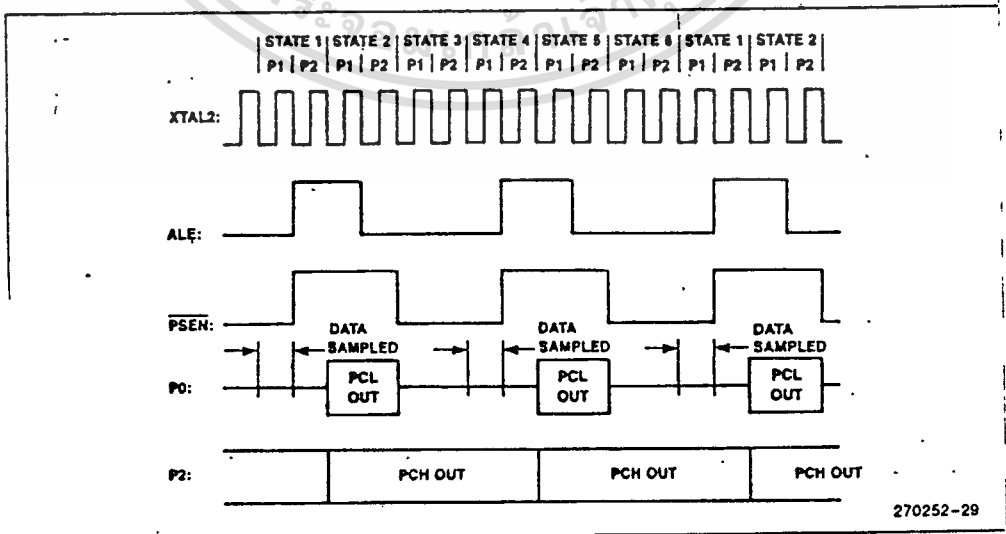 STATE 1 STATE 2 STATE 3 STATE 4 STATE 5 STATE 6 STATE 1 STATE 2
P1 P2 P1 P2 P1 P2 P1 P2 P1 P2 P1 P2 P1 P2 P1 P2
XTAL2:
ALE:
PSEN:
DATA SAMPLED DATA SAMPLED DATA SAMPLED
P0:
PCL OUT PCL OUT PCL OUT
P2:
PCH OUT PCH OUT PCH OUT
270252-29